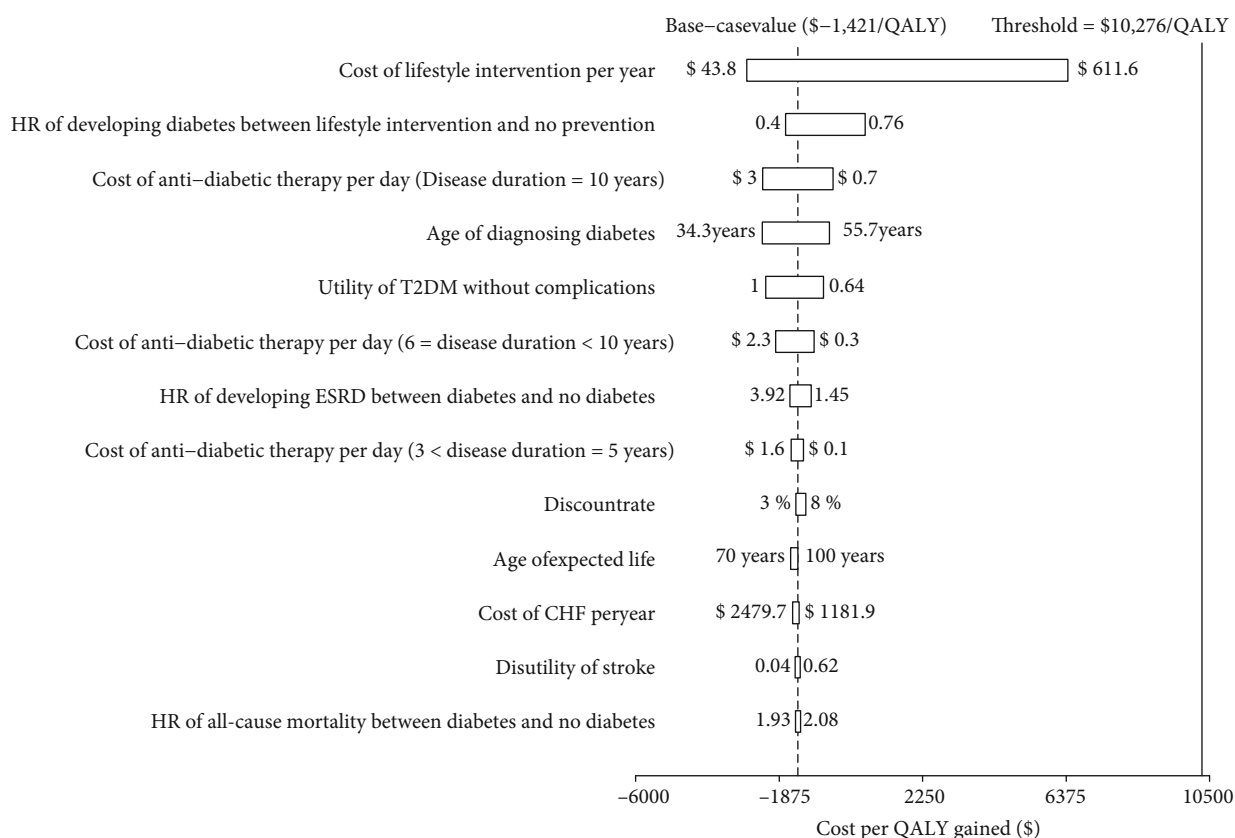 Base−casevalue ($−1,421/QALY) Threshold = $10,276/QALY
Cost of lifestyle intervention per year $ 43.8 $ 611.6
HR of developing diabetes between lifestyle intervention and no prevention 0.4 0.76
Cost of anti−diabetic therapy per day (Disease duration = 10 years) $ 3 $ 0.7
Age of diagnosing diabetes 34.3years 55.7years
Utility of T2DM without complications 1 0.64
Cost of anti−diabetic therapy per day (6 = disease duration < 10 years) $ 2.3 $ 0.3
HR of developing ESRD between diabetes and no diabetes 3.92 1.45
Cost of anti−diabetic therapy per day (3 < disease duration = 5 years) $ 1.6 $ 0.1
Discountrate 3 % 8 %
Age ofexpected life 70 years 100 years
Cost of CHF peryear $ 2479.7 $ 1181.9
Disutility of stroke 0.04 0.62
HR of all-cause mortality between diabetes and no diabetes 1.93 2.08
−6000 −1875 2250 6375 10500
Cost per QALY gained ($)